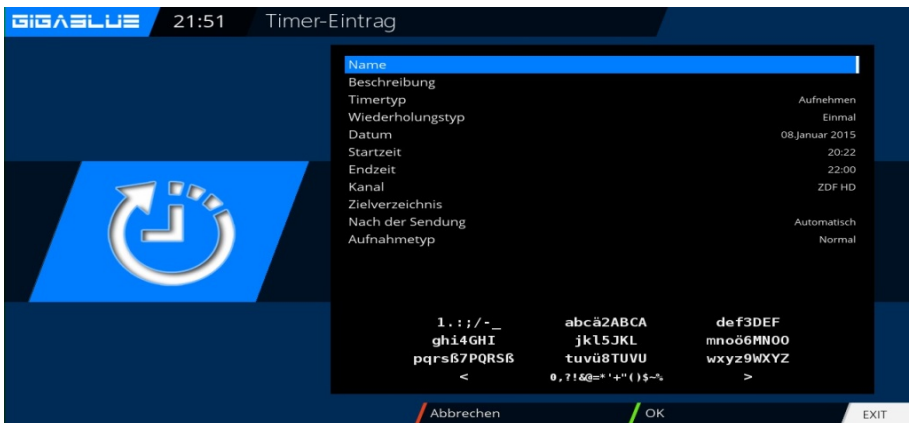 GIGABLUE 21:51 Timer-Eintrag
Name
Beschreibung
Timertyp Aufnehmen
Wiederholungstyp Einmal
Datum 08.Januar 2015
Startzeit 20:22
Endzeit 22:00
Kanal ZDF HD
Zielverzeichnis
Nach der Sendung Automatisch
Aufnahmetyp Normal
1.:;/-_ abcä2ABCA def3DEF
ghi4GHI jkl5JKL mnoö6MNOO
pqrsß7PQRSß tuvü8TUVU wxyz9WXYZ
< 0,?!&@=*'+"()$~% >
Abbrechen OK EXIT